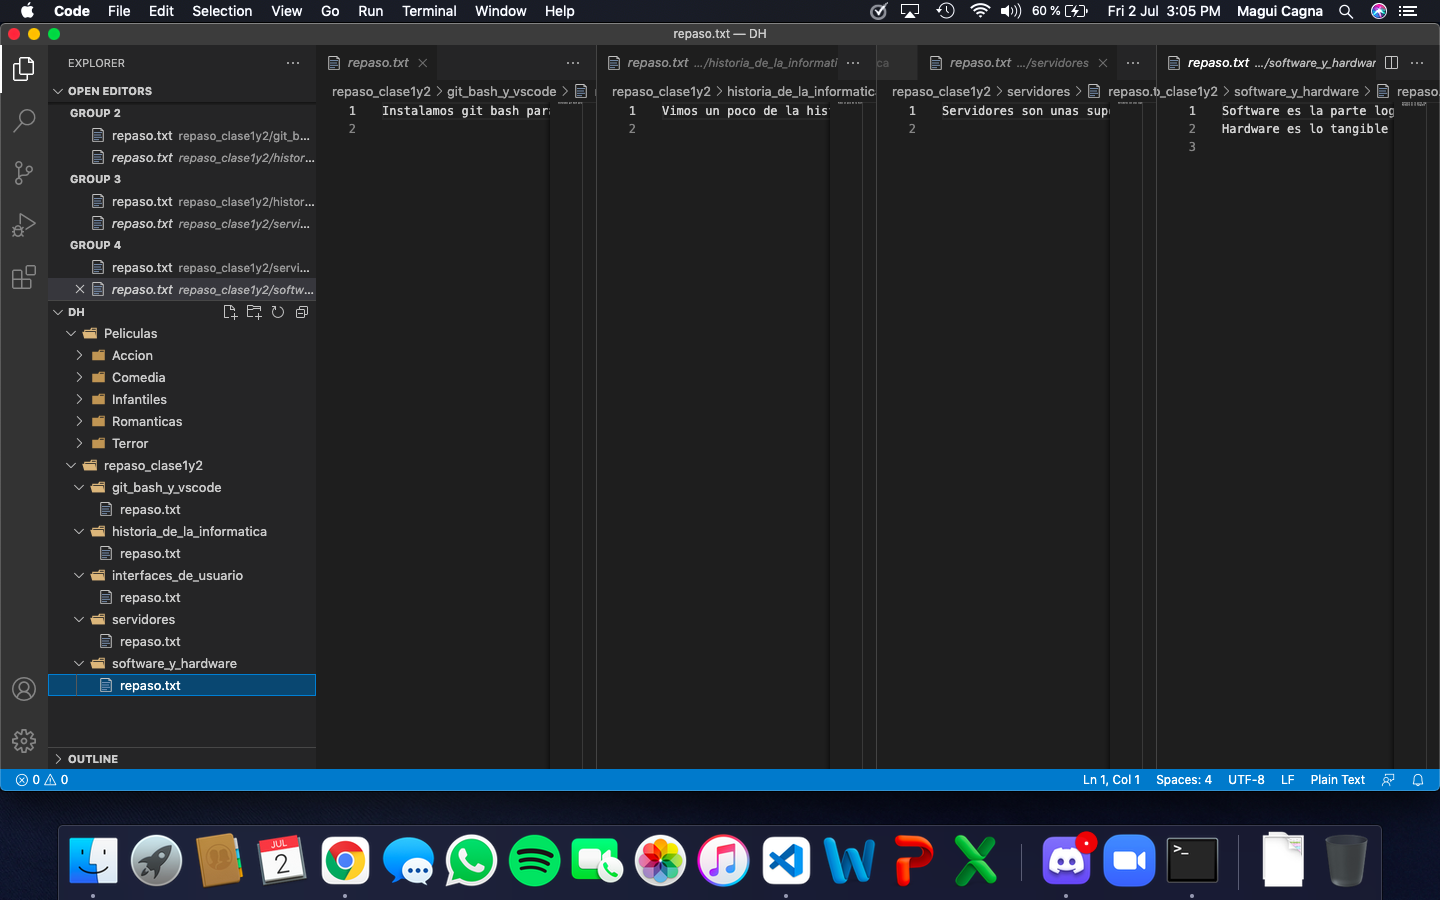 Code File Edit Selection View Go Run Terminal Window Help 60 % Fri 2 Jul 3:05 PM Magui Cagna
repaso.txt — DH
EXPLORER
OPEN EDITORS
GROUP 2
repaso.txt repaso_clase1y2/git_b...
repaso.txt repaso_clase1y2/histor...
GROUP 3
repaso.txt repaso_clase1y2/histor...
repaso.txt repaso_clase1y2/servi...
GROUP 4
repaso.txt repaso_clase1y2/servi...
repaso.txt repaso_clase1y2/softw...
DH
Peliculas
Accion
Comedia
Infantiles
Romanticas
Terror
repaso_clase1y2
git_bash_y_vscode
repaso.txt
historia_de_la_informatica
repaso.txt
interfaces_de_usuario
repaso.txt
servidores
repaso.txt
software_y_hardware
repaso.txt
OUTLINE
repaso.txt
repaso_clase1y2 > git_bash_y_vscode >
1 Instalamos git bash par
2
repaso.txt .../historia_de_la_informati
repaso_clase1y2 > historia_de_la_informatica
1 Vimos un poco de la his
2
ca repaso.txt .../servidores
repaso_clase1y2 > servidores > repaso.t
1 Servidores son unas sup
2
repaso.txt .../software_y_hardwar
o_clase1y2 > software_y_hardware > repaso.
1 Software es la parte log
2 Hardware es lo tangible
3
0 0 Ln 1, Col 1 Spaces: 4 UTF-8 LF Plain Text
JUL
2
>_